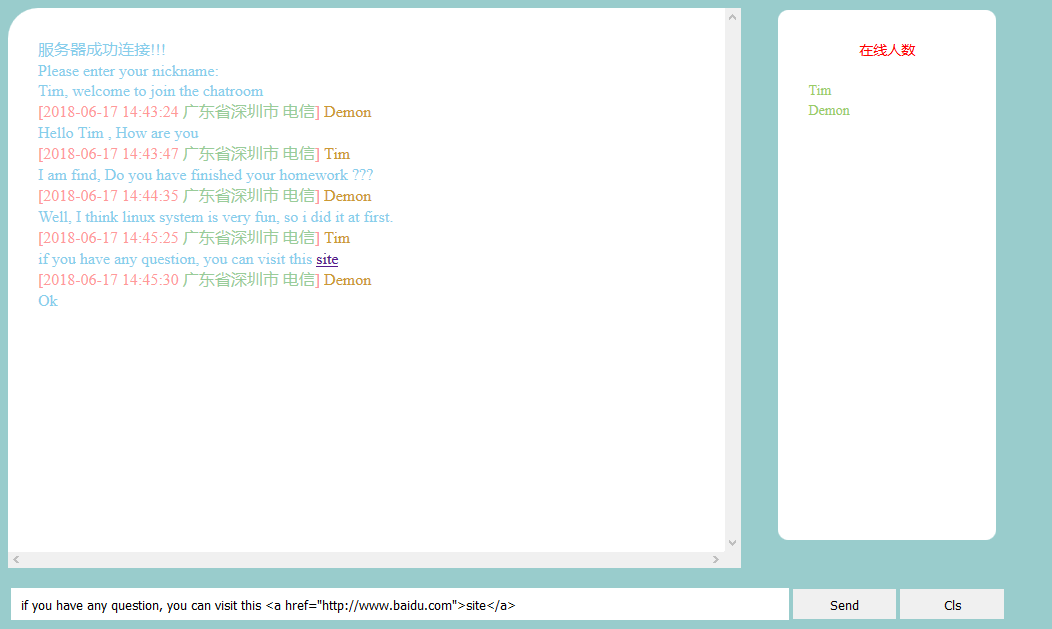 服务器成功连接!!!
Please enter your nickname:
Tim, welcome to join the chatroom
[2018-06-17 14:43:24 广东省深圳市 电信] Demon
Hello Tim , How are you
[2018-06-17 14:43:47 广东省深圳市 电信] Tim
I am find, Do you have finished your homework ???
[2018-06-17 14:44:35 广东省深圳市 电信] Demon
Well, I think linux system is very fun, so i did it at first.
[2018-06-17 14:45:25 广东省深圳市 电信] Tim
if you have any question, you can visit this site
[2018-06-17 14:45:30 广东省深圳市 电信] Demon
Ok
在线人数
Tim
Demon
if you have any question, you can visit this <a href="http://www.baidu.com">site</a>
Send
Cls